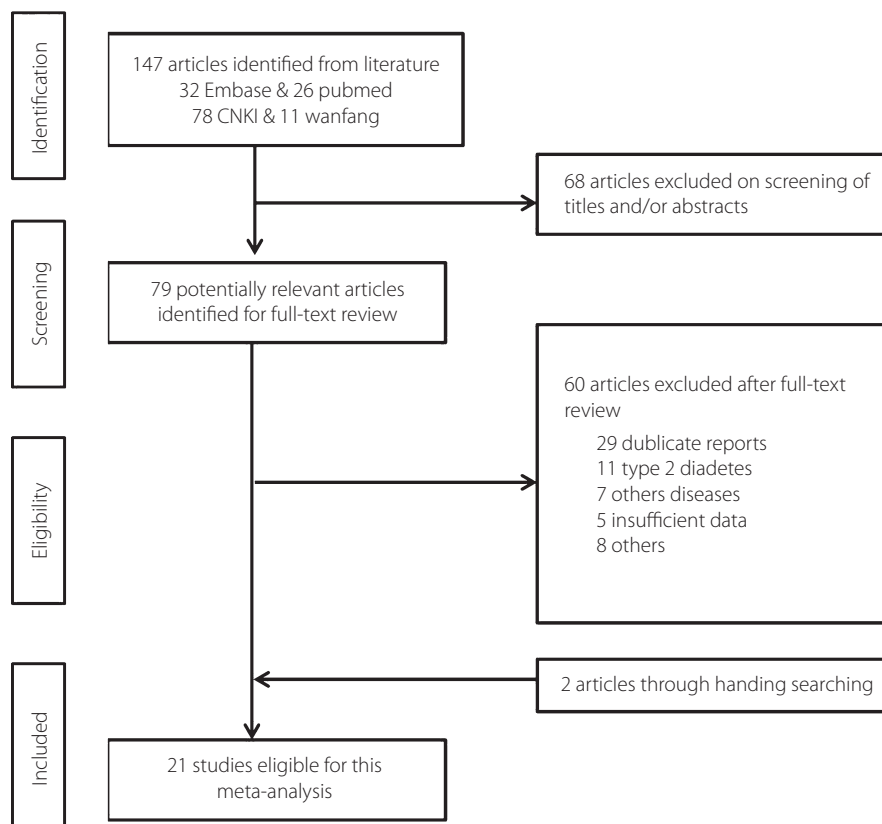 Identification
147 articles identified from literature
32 Embase & 26 pubmed
78 CNKI & 11 wanfang
68 articles excluded on screening of
titles and/or abstracts
Screening
79 potentially relevant articles
identified for full-text review
60 articles excluded after full-text
review
29 dublicate reports
11 type 2 diadetes
7 others diseases
5 insufficient data
8 others
Eligibility
2 articles through handing searching
Included
21 studies eligible for this
meta-analysis